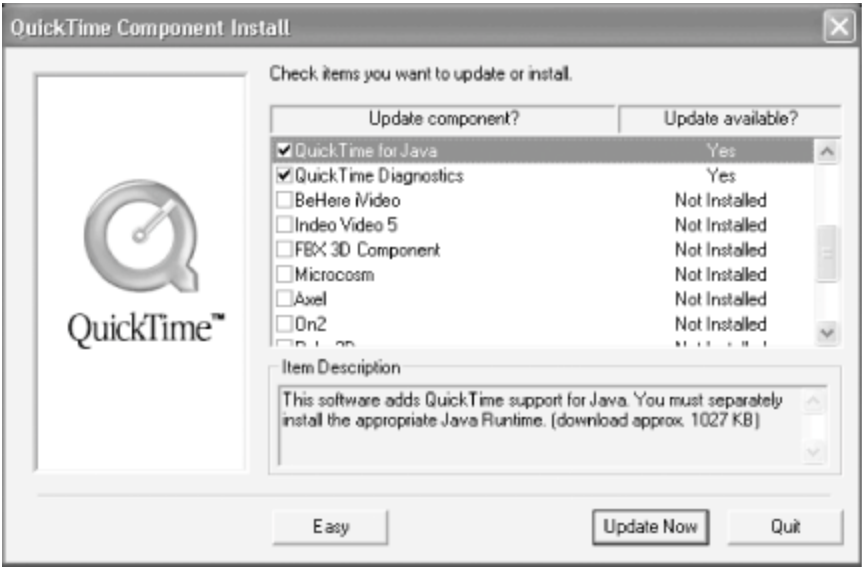 QuickTime Component Install
Check items you want to update or install.
Update component? Update available?
QuickTime for Java Yes
QuickTime Diagnostics Yes
BeHere iVideo Not Installed
Indeo Video 5 Not Installed
FBX 3D Component Not Installed
Microcosm Not Installed
Axel Not Installed
On2 Not Installed
QuickTime™
Item Description
This software adds QuickTime support for Java. You must separately
install the appropriate Java Runtime. (download approx. 1027 KB)
Easy Update Now Quit